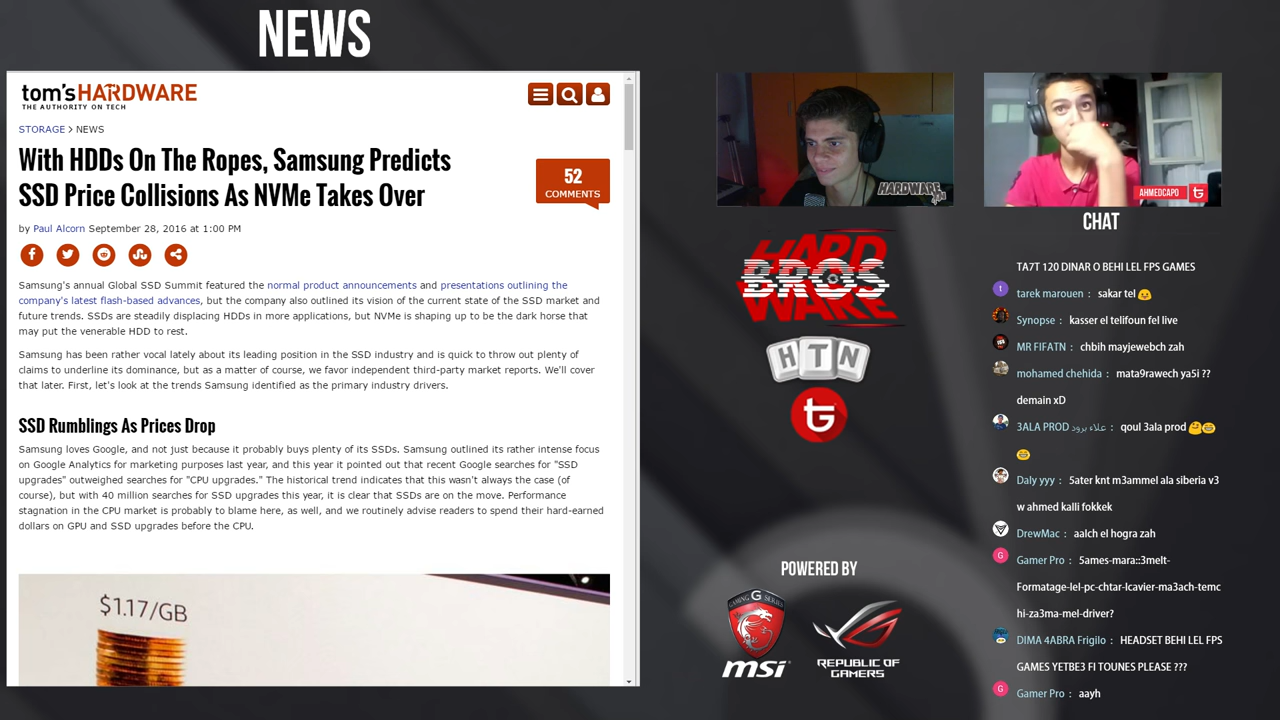 NEWS
tom's HARDWARE
THE AUTHORITY ON TECH
STORAGE > NEWS
With HDDs On The Ropes, Samsung Predicts
SSD Price Collisions As NVMe Takes Over
52
COMMENTS
by Paul Alcorn September 28, 2016 at 1:00 PM
Samsung's annual Global SSD Summit featured the normal product announcements and presentations outlining the
company's latest flash-based advances, but the company also outlined its vision of the current state of the SSD market and
future trends. SSDs are steadily displacing HDDs in more applications, but NVMe is shaping up to be the dark horse that
may put the venerable HDD to rest.
Samsung has been rather vocal lately about its leading position in the SSD industry and is quick to throw out plenty of
claims to underline its dominance, but as a matter of course, we favor independent third-party market reports. We'll cover
that later. First, let's look at the trends Samsung identified as the primary industry drivers.
SSD Rumblings As Prices Drop
Samsung loves Google, and not just because it probably buys plenty of its SSDs. Samsung outlined its rather intense focus
on Google Analytics for marketing purposes last year, and this year it pointed out that recent Google searches for "SSD
upgrades" outweighed searches for "CPU upgrades." The historical trend indicates that this wasn't always the case (of
course), but with 40 million searches for SSD upgrades this year, it is clear that SSDs are on the move. Performance
stagnation in the CPU market is probably to blame here, as well, and we routinely advise readers to spend their hard-earned
dollars on GPU and SSD upgrades before the CPU.
$1.17/GB
HARDWARE
AHMEDCAPO
HARD
BROS
WARE
HTN
tG
POWERED BY
GAMING G SERIES
msi
REPUBLIC OF
GAMERS
CHAT
TA7T 120 DINAR O BEHI LEL FPS GAMES
t tarek marouen : sakar tel 😛
Synopse : kasser el telifoun fel live
MR FIFATN : chbih mayjewebch zah
mohamed chehida : mata9rawech ya5i ??
demain xD
3ALA PROD علاء برود : qoul 3ala prod 🤔😂
😂
Daly yyy : 5ater knt m3ammel ala siberia v3
w ahmed kalli fokkek
DrewMac : aalch el hogra zah
G Gamer Pro : 5ames-mara::3melt-
Formatage-lel-pc-chtar-lcavier-ma3ach-temc
hi-za3ma-mel-driver?
DIMA 4ABRA Frigilo : HEADSET BEHI LEL FPS
GAMES YETBE3 FI TOUNES PLEASE ???
G Gamer Pro : aayh